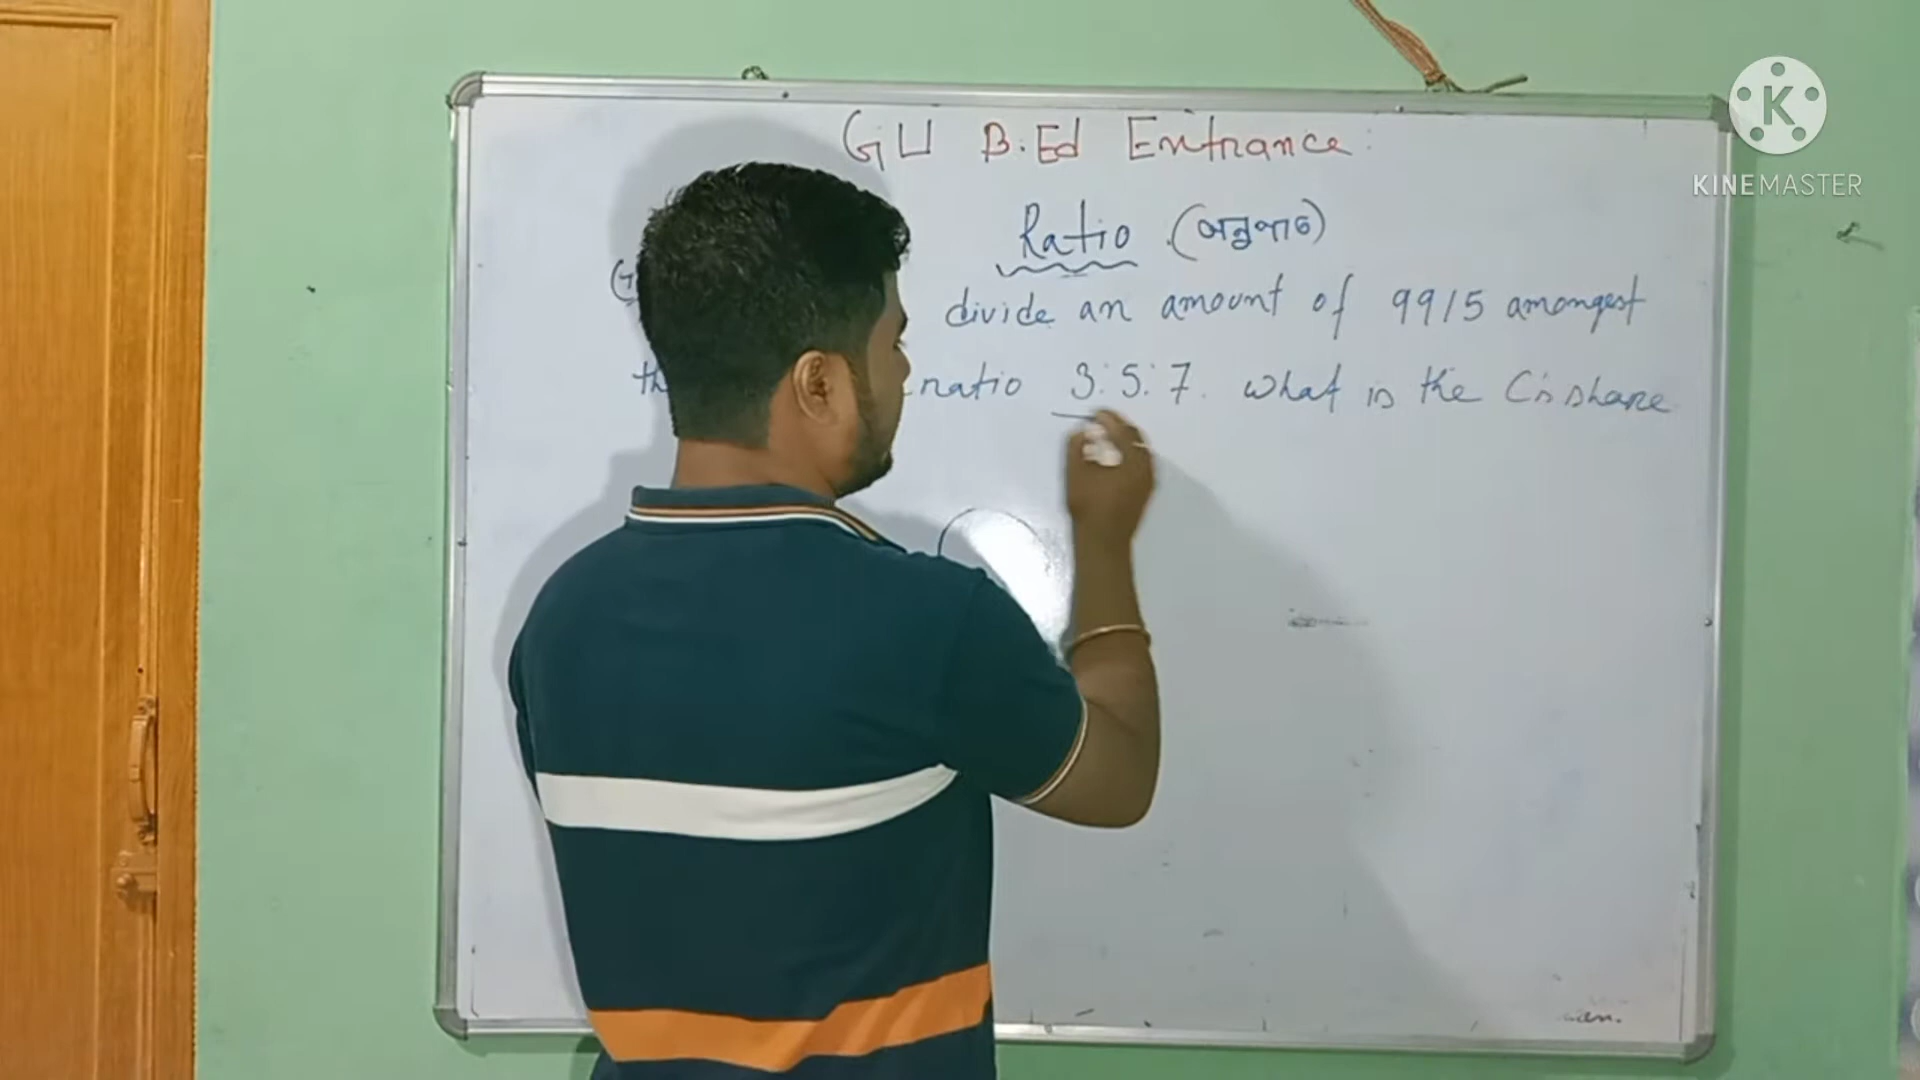 GU B.Ed Entrance:
Ratio (অনুপাত)
divide an amount of 9915 amongest
ratio 3:5:7. what is the C's share
K
KINEMASTER